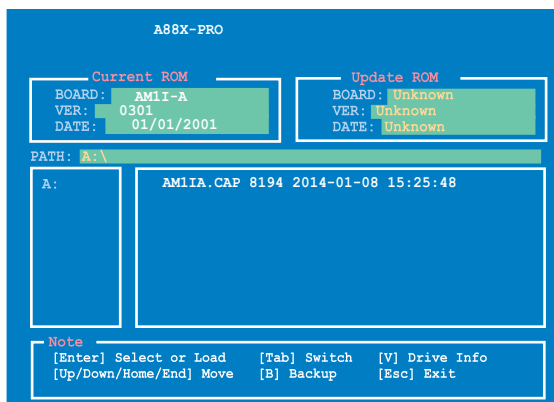 A88X-PRO
Current ROM
BOARD: AM1I-A
VER: 0301
DATE: 01/01/2001
Update ROM
BOARD: Unknown
VER: Unknown
DATE: Unknown
PATH: A:\
A:
AM1IA.CAP 8194 2014-01-08 15:25:48
Note
[Enter] Select or Load [Tab] Switch [V] Drive Info
[Up/Down/Home/End] Move [B] Backup [Esc] Exit